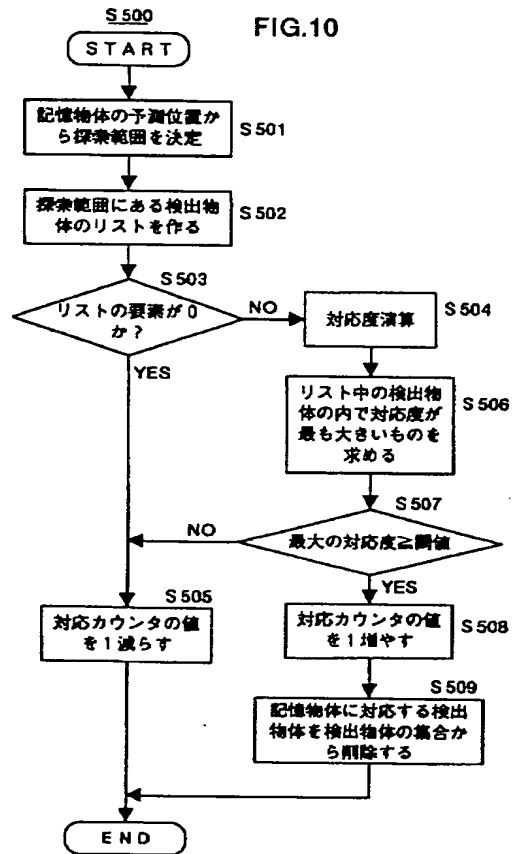 S500
FIG.10
START
記憶物体の予測位置か
ら探索範囲を決定
S501
探索範囲にある検出物
体のリストを作る
S502
S503
リストの要素が0
か?
NO
YES
対応度演算
S504
リスト中の検出物
体の内で対応度が
最も大きいものを
求める
S506
S507
最大の対応度≧閾値
NO
YES
S505
対応カウンタの値
を1減らす
対応カウンタの値
を1増やす
S508
S509
記憶物体に対応する検出
物体を検出物体の集合か
ら削除する
END